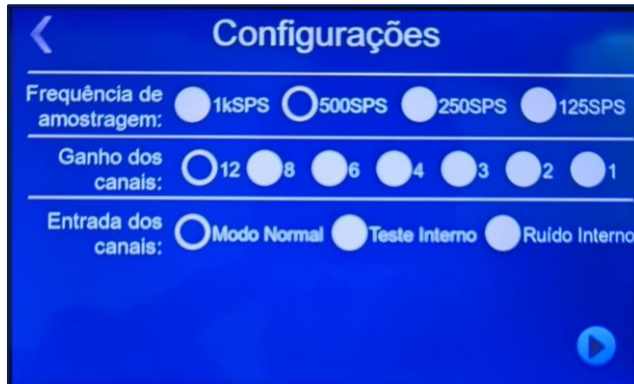 Configurações
Frequência de amostragem: 1kSPS 500SPS 250SPS 125SPS
Ganho dos canais: 12 8 6 4 3 2 1
Entrada dos canais: Modo Normal Teste Interno Ruído Interno